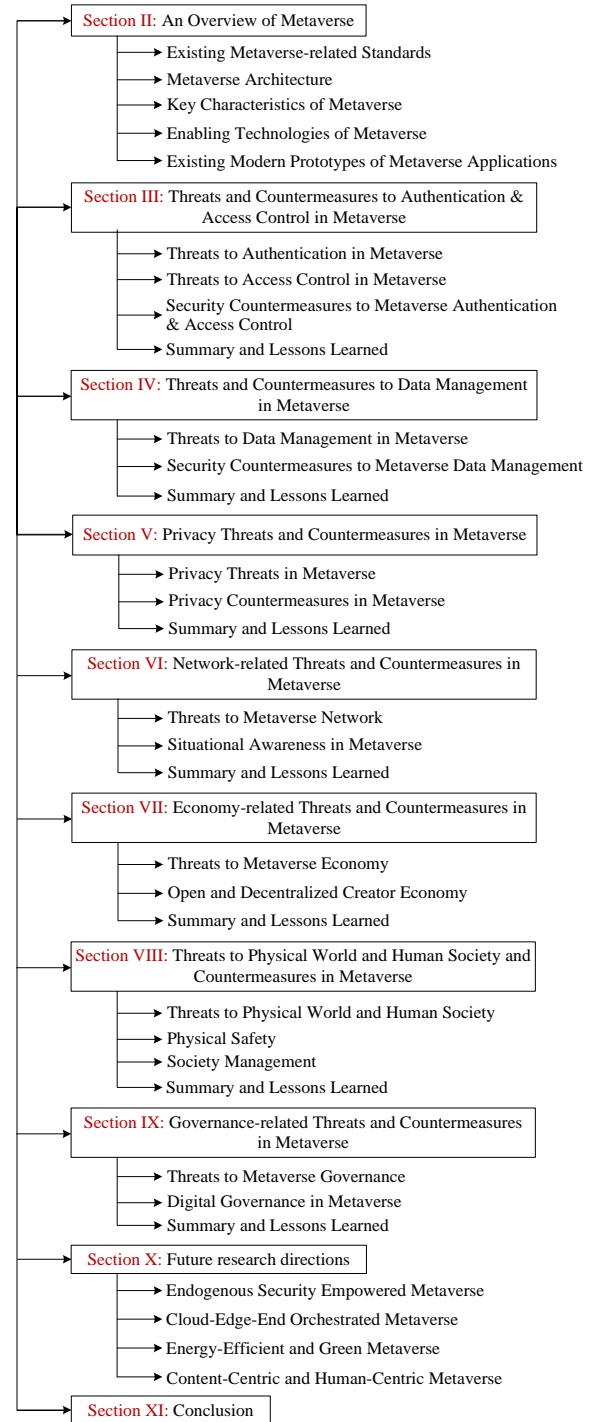 Section II: An Overview of Metaverse
Existing Metaverse-related Standards
Metaverse Architecture
Key Characteristics of Metaverse
Enabling Technologies of Metaverse
Existing Modern Prototypes of Metaverse Applications
Section III: Threats and Countermeasures to Authentication &
Access Control in Metaverse
Threats to Authentication in Metaverse
Threats to Access Control in Metaverse
Security Countermeasures to Metaverse Authentication
& Access Control
Summary and Lessons Learned
Section IV: Threats and Countermeasures to Data Management
in Metaverse
Threats to Data Management in Metaverse
Security Countermeasures to Metaverse Data Management
Summary and Lessons Learned
Section V: Privacy Threats and Countermeasures in Metaverse
Privacy Threats in Metaverse
Privacy Countermeasures in Metaverse
Summary and Lessons Learned
Section VI: Network-related Threats and Countermeasures in
Metaverse
Threats to Metaverse Network
Situational Awareness in Metaverse
Summary and Lessons Learned
Section VII: Economy-related Threats and Countermeasures in
Metaverse
Threats to Metaverse Economy
Open and Decentralized Creator Economy
Summary and Lessons Learned
Section VIII: Threats to Physical World and Human Society and
Countermeasures in Metaverse
Threats to Physical World and Human Society
Physical Safety
Society Management
Summary and Lessons Learned
Section IX: Governance-related Threats and Countermeasures
in Metaverse
Threats to Metaverse Governance
Digital Governance in Metaverse
Summary and Lessons Learned
Section X: Future research directions
Endogenous Security Empowered Metaverse
Cloud-Edge-End Orchestrated Metaverse
Energy-Efficient and Green Metaverse
Content-Centric and Human-Centric Metaverse
Section XI: Conclusion